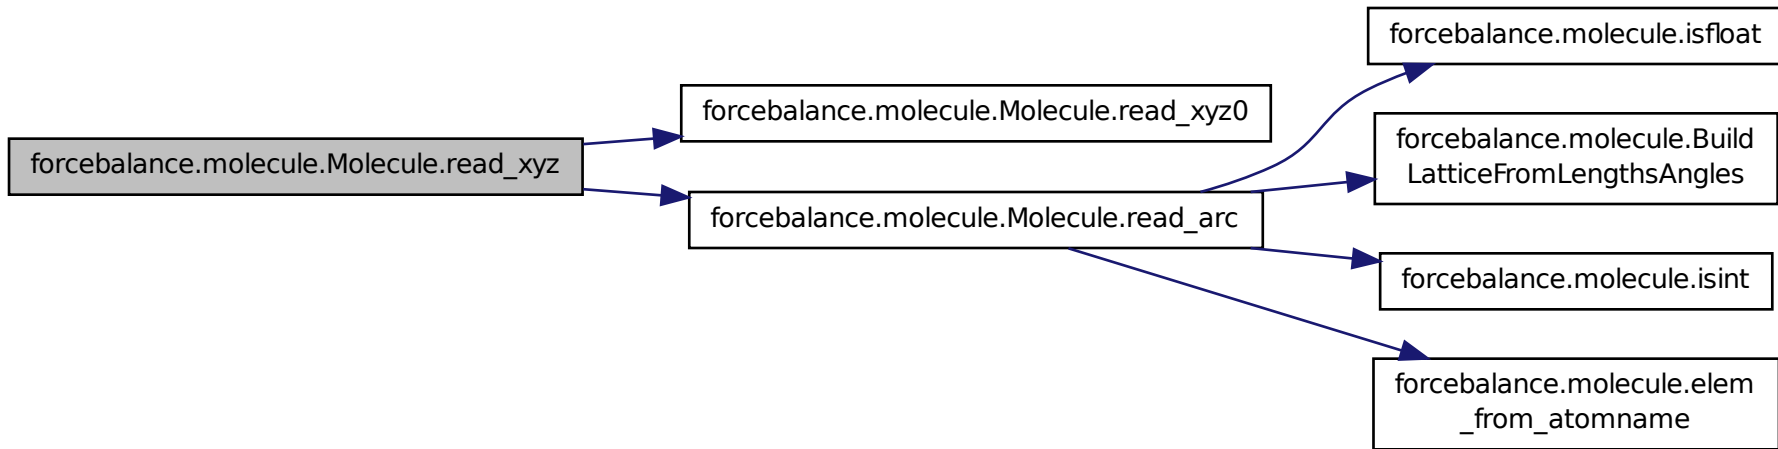 forcebalance.molecule.Molecule.read_xyz
forcebalance.molecule.Molecule.read_xyz0
forcebalance.molecule.Molecule.read_arc
forcebalance.molecule.isfloat
forcebalance.molecule.Build
LatticeFromLengthsAngles
forcebalance.molecule.isint
forcebalance.molecule.elem
_from_atomname